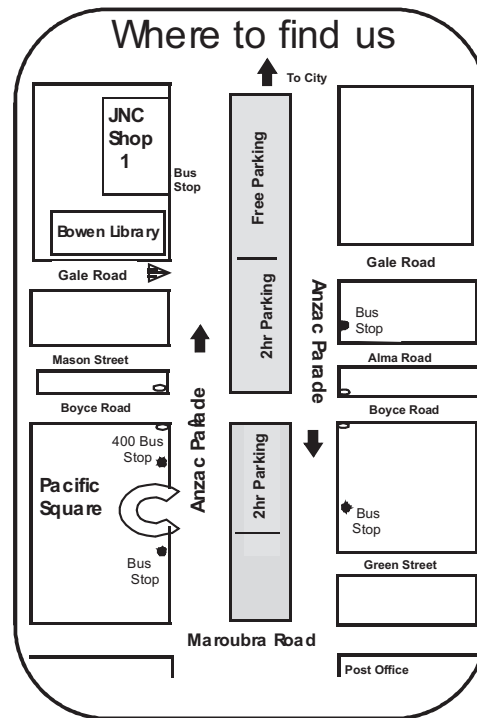 Where to find us
To City
JNC
Shop
1
Bus
Stop
Bowen Library
Free Parking
Gale Road
Gale Road
2hr Parking
Anzac Parade
Bus
Stop
Mason Street
Alma Road
Boyce Road
Boyce Road
Anzac Parade
400 Bus
Stop
2hr Parking
Pacific
Square
Bus
Stop
Bus
Stop
Green Street
Maroubra Road
Post Office